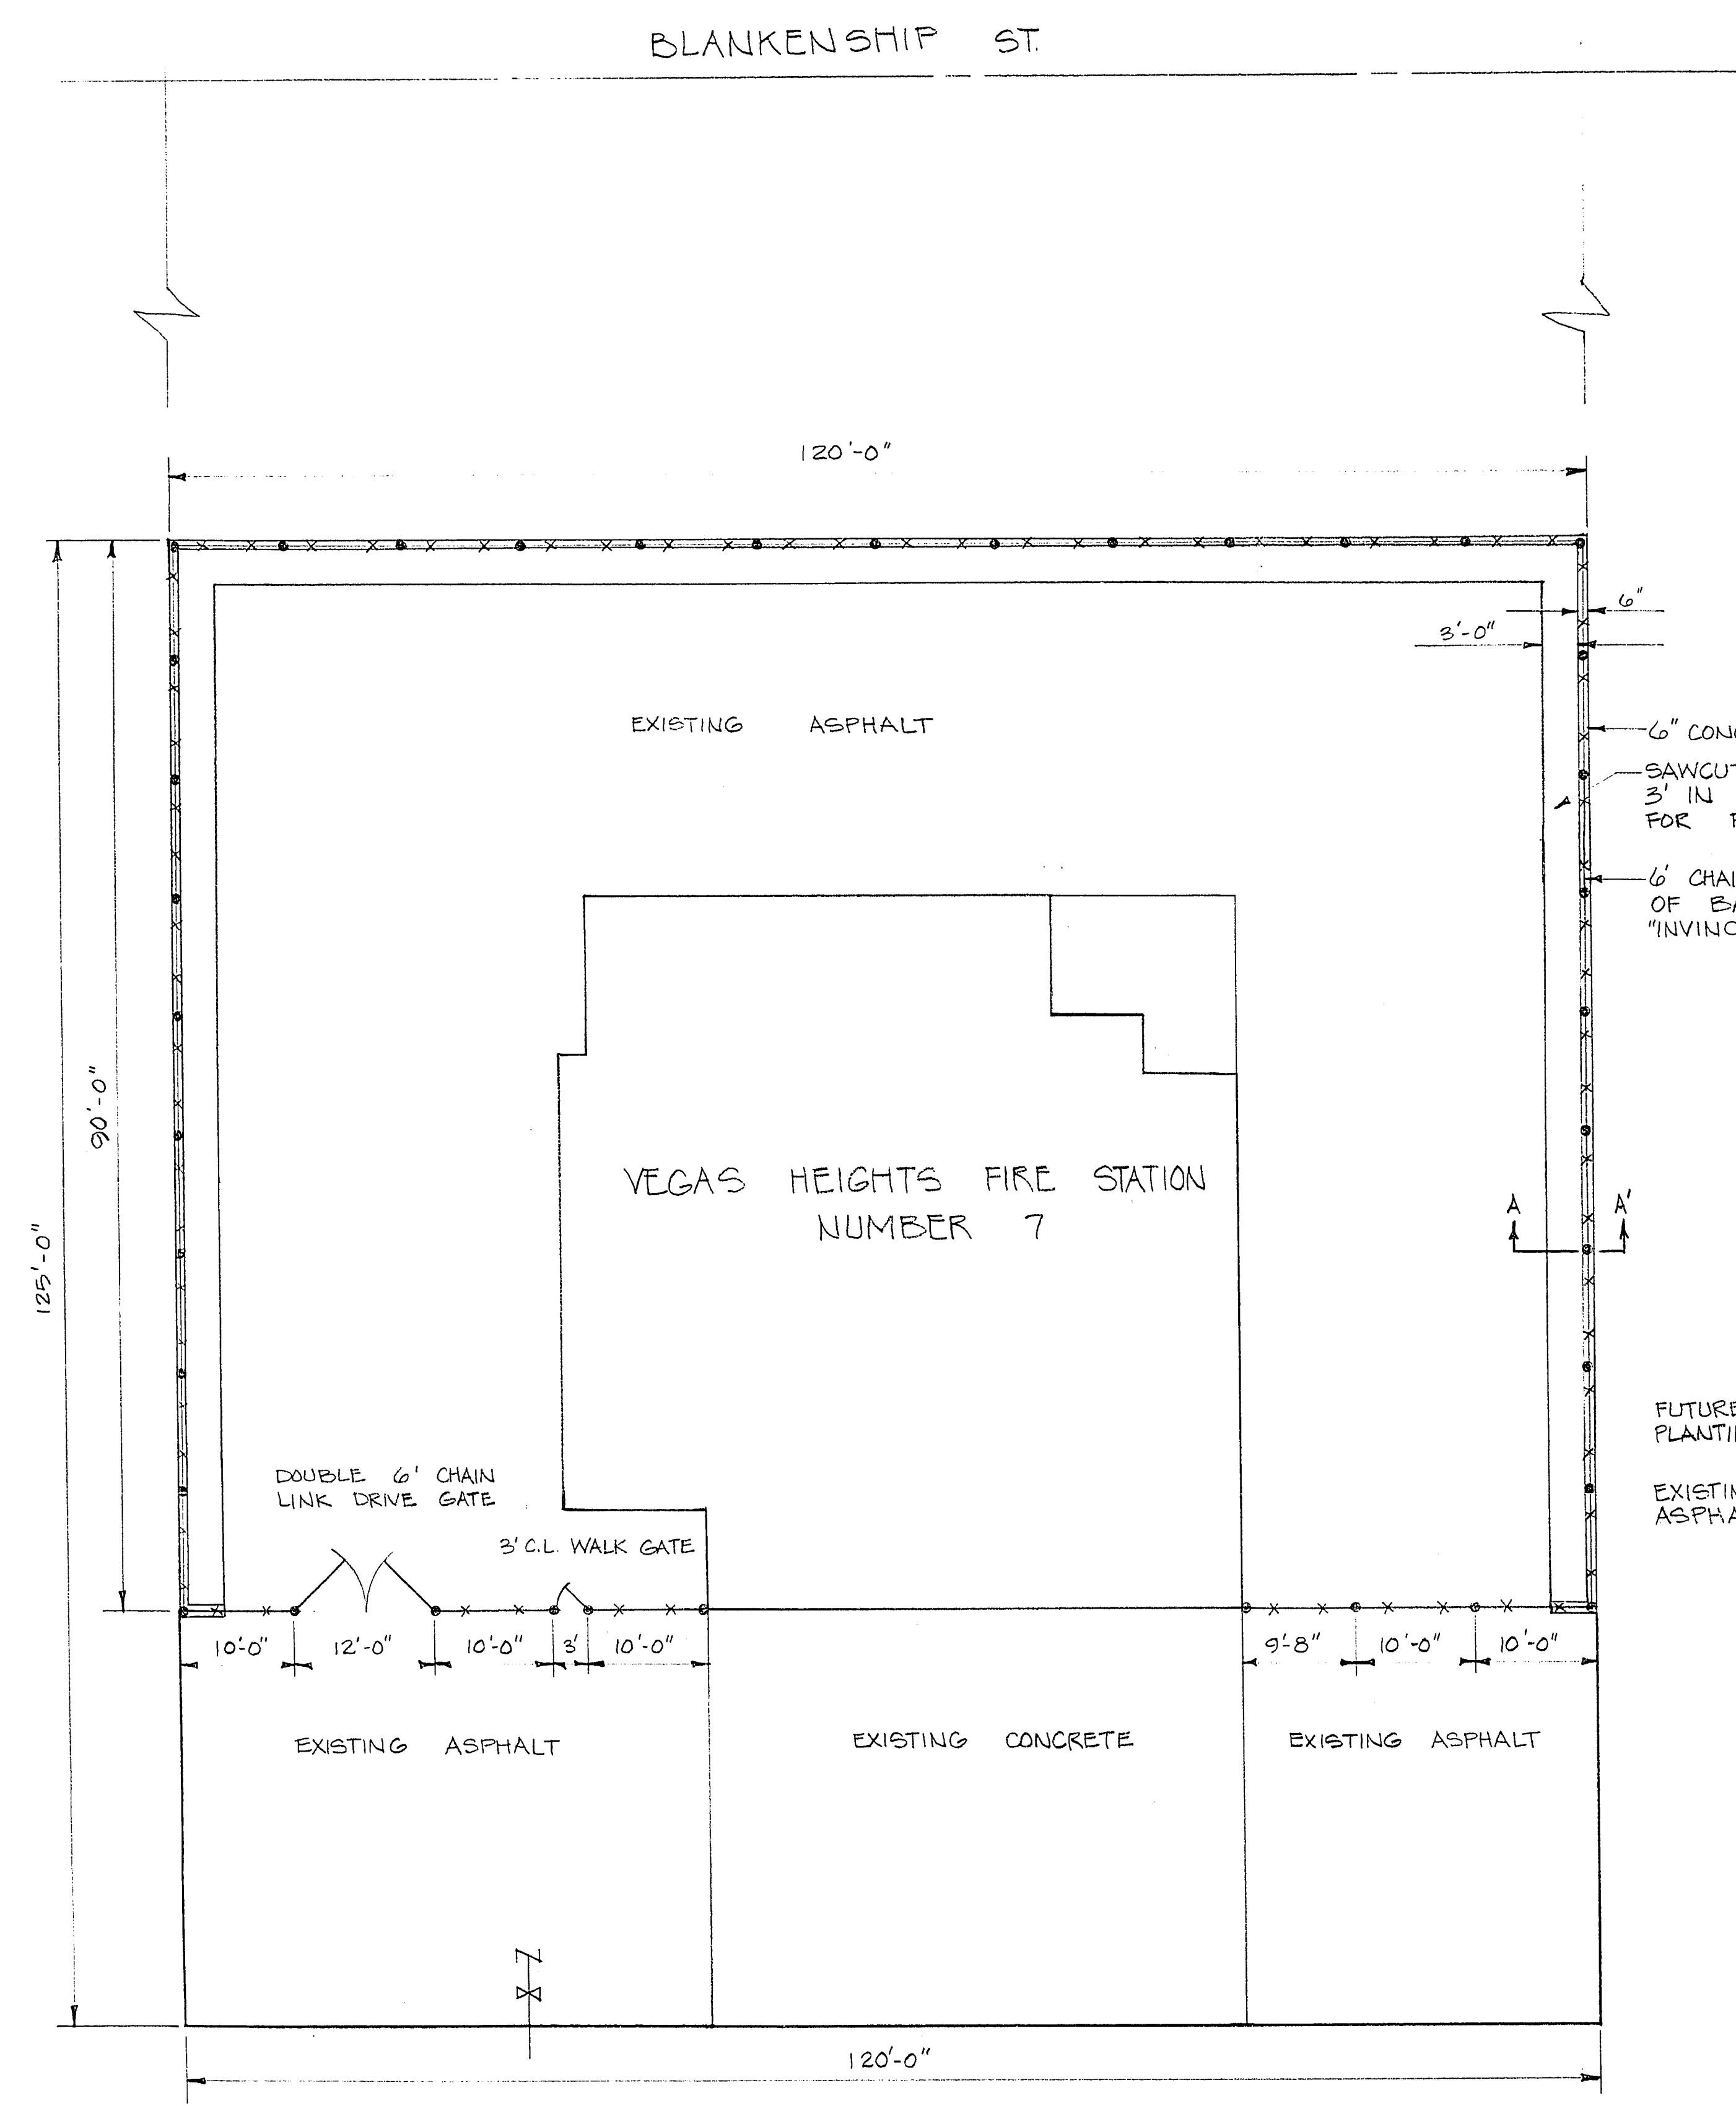 BLANKENSHIP ST.
120'-0"
6"
3'-0"
EXISTING ASPHALT
6" CONC
SAWCUT
3' IN
FOR
6' CHAI
OF BA
"INVINC
90'-0"
VEGAS HEIGHTS FIRE STATION
NUMBER 7
A A'
125'-0"
FUTURE
PLANTI
EXISTIN
ASPHA
DOUBLE 6' CHAIN
LINK DRIVE GATE
3' C.L. WALK GATE
10'-0" 12'-0" 10'-0" 3' 10'-0" 9'-8" 10'-0" 10'-0"
EXISTING ASPHALT EXISTING CONCRETE EXISTING ASPHALT
N
120'-0"